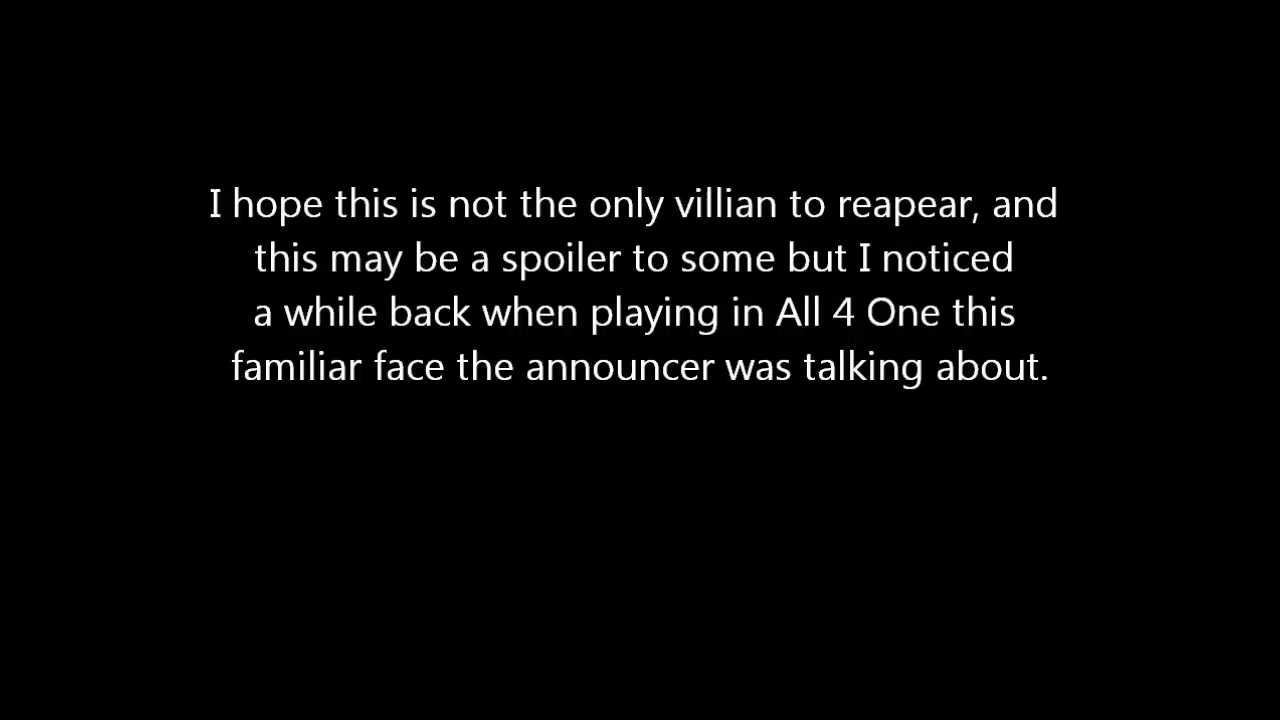 I hope this is not the only villian to reapear, and
this may be a spoiler to some but I noticed
a while back when playing in All 4 One this
familiar face the announcer was talking about.